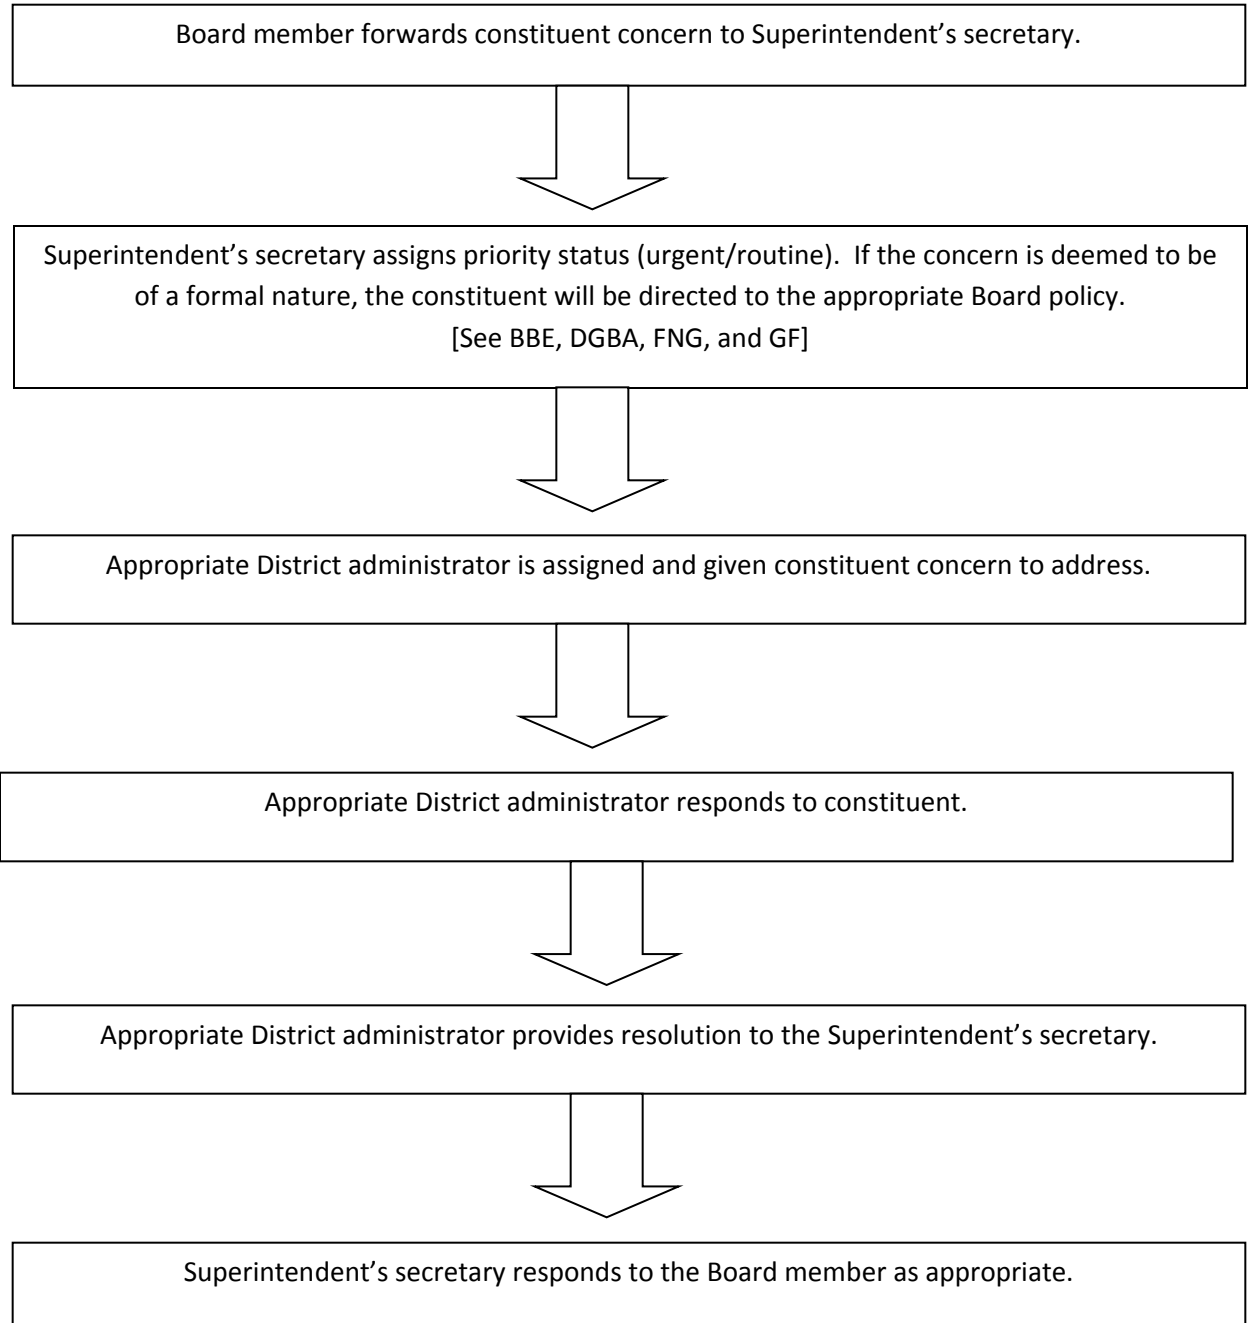 Board member forwards constituent concern to Superintendent’s secretary.
Superintendent’s secretary assigns priority status (urgent/routine).  If the concern is deemed to be
of a formal nature, the constituent will be directed to the appropriate Board policy.
[See BBE, DGBA, FNG, and GF]
Appropriate District administrator is assigned and given constituent concern to address.
Appropriate District administrator responds to constituent.
Appropriate District administrator provides resolution to the Superintendent’s secretary.
Superintendent’s secretary responds to the Board member as appropriate.